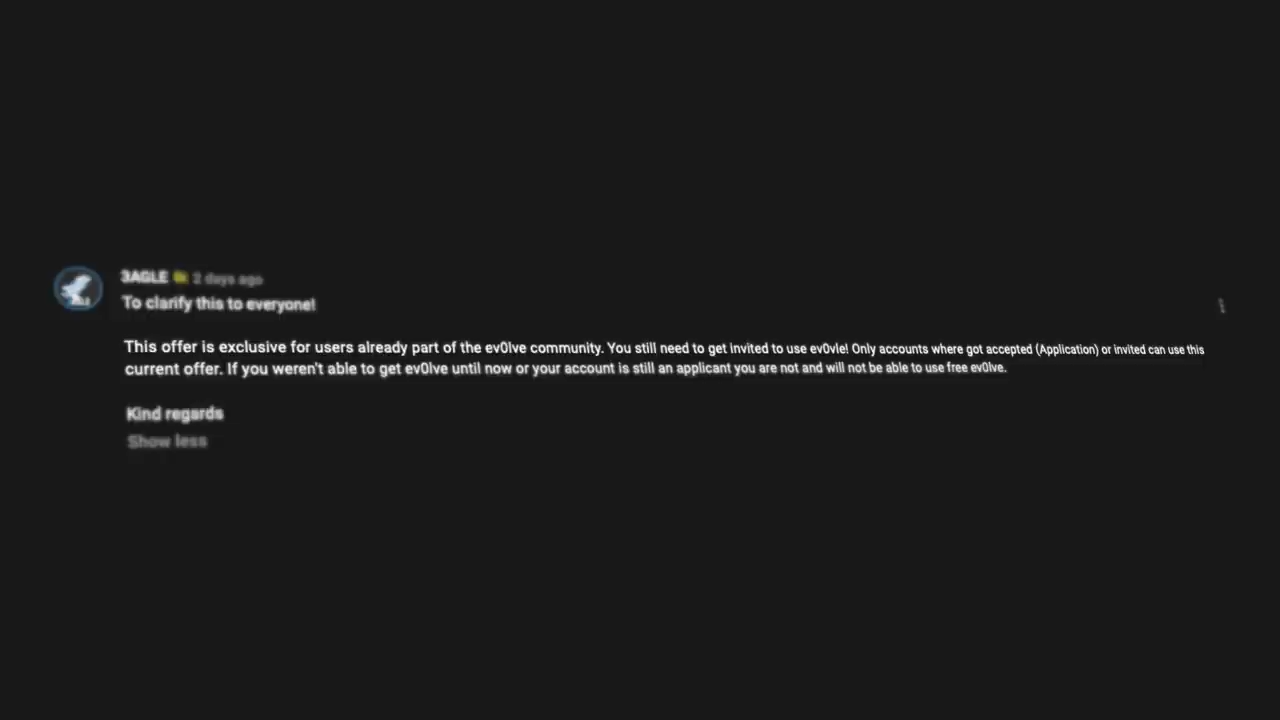 3AGLE 2 days ago
To clarify this to everyone!
This offer is exclusive for users already part of the ev0lve community. You still need to get invited to use ev0vle! Only accounts where got accepted (Application) or invited can use this
current offer. If you weren't able to get ev0lve until now or your account is still an applicant you are not and will not be able to use free ev0lve.
Kind regards
Show less